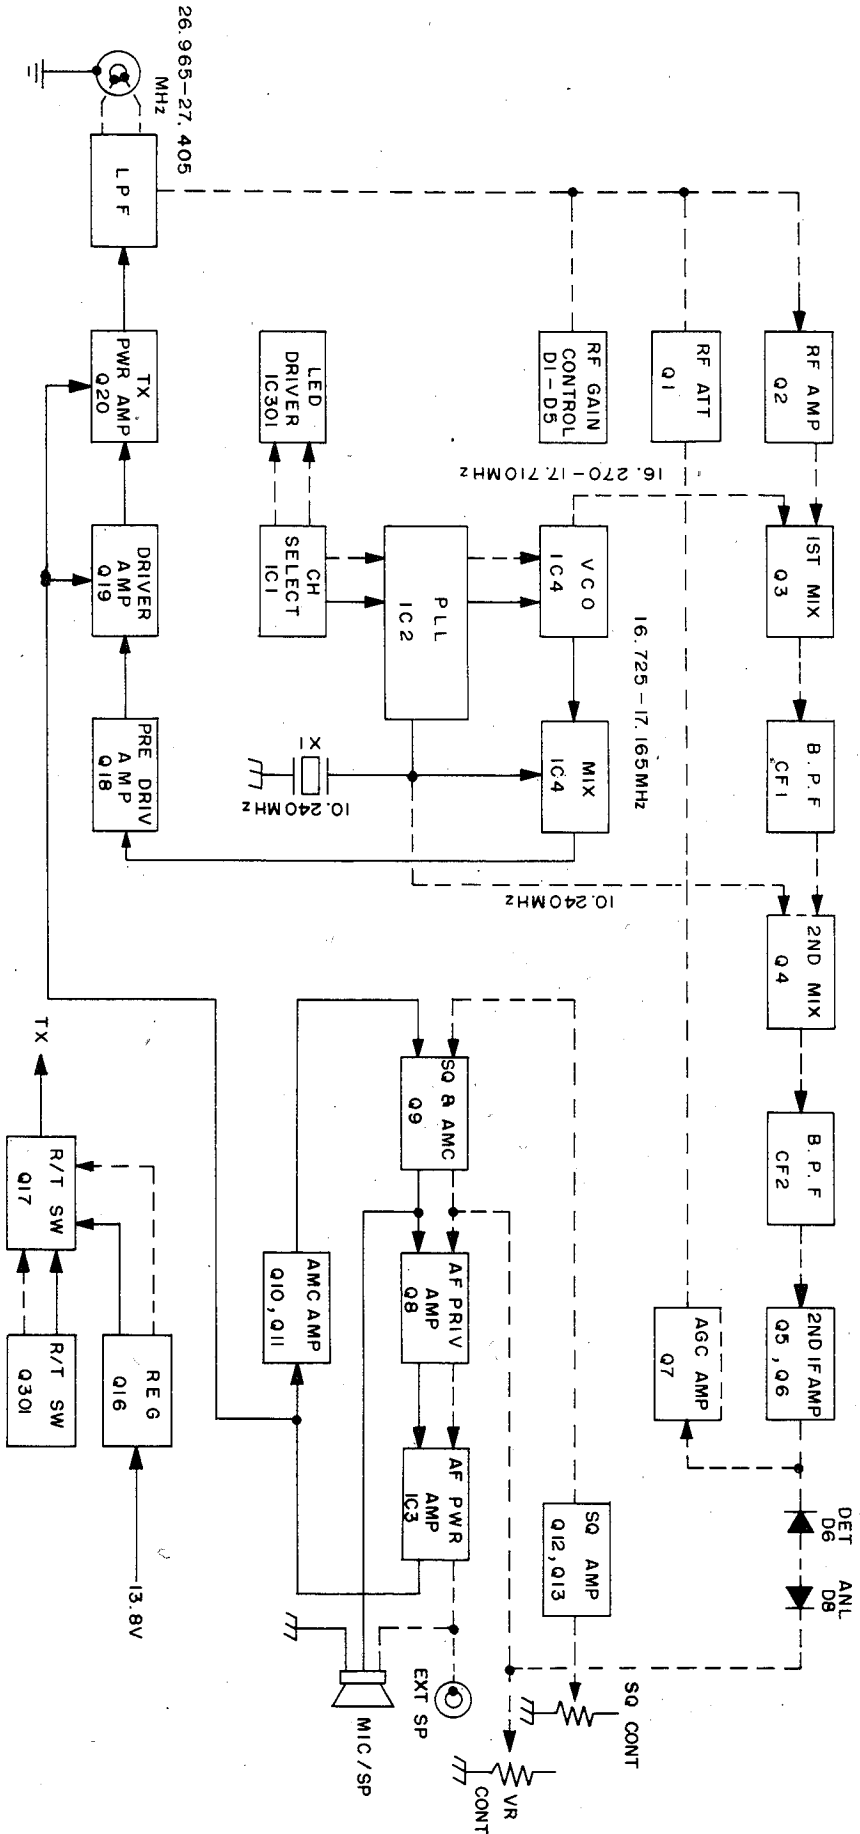 26.965-27.405
MHz
LPF
TX
PWR AMP
Q20
DRIVER
AMP
Q19
PRE DRIV
AMP
Q18
LED
DRIVER
IC301
CH
SELECT
IC1
PLL
IC2
X1
10.240MHz
RF GAIN
CONTROL
D1-D5
16.270-17.710MHz
VCO
IC4
MIX
IC4
16.725-17.165MHz
10.240MHz
RF ATT
Q1
RF AMP
Q2
1ST MIX
Q3
B.P.F
CF1
2ND MIX
Q4
B.P.F
CF2
2ND IF AMP
Q5, Q6
AGC AMP
Q7
DET
D6
ANL
D8
SQ & AMC
Q9
AF PRIV
AMP
Q8
AF PWR
AMP
IC3
AMC AMP
Q10, Q11
SQ AMP
Q12, Q13
SQ CONT
VR
CONT
EXT SP
MIC/SP
TX
R/T SW
Q17
R/T SW
Q301
REG
Q16
13.8V